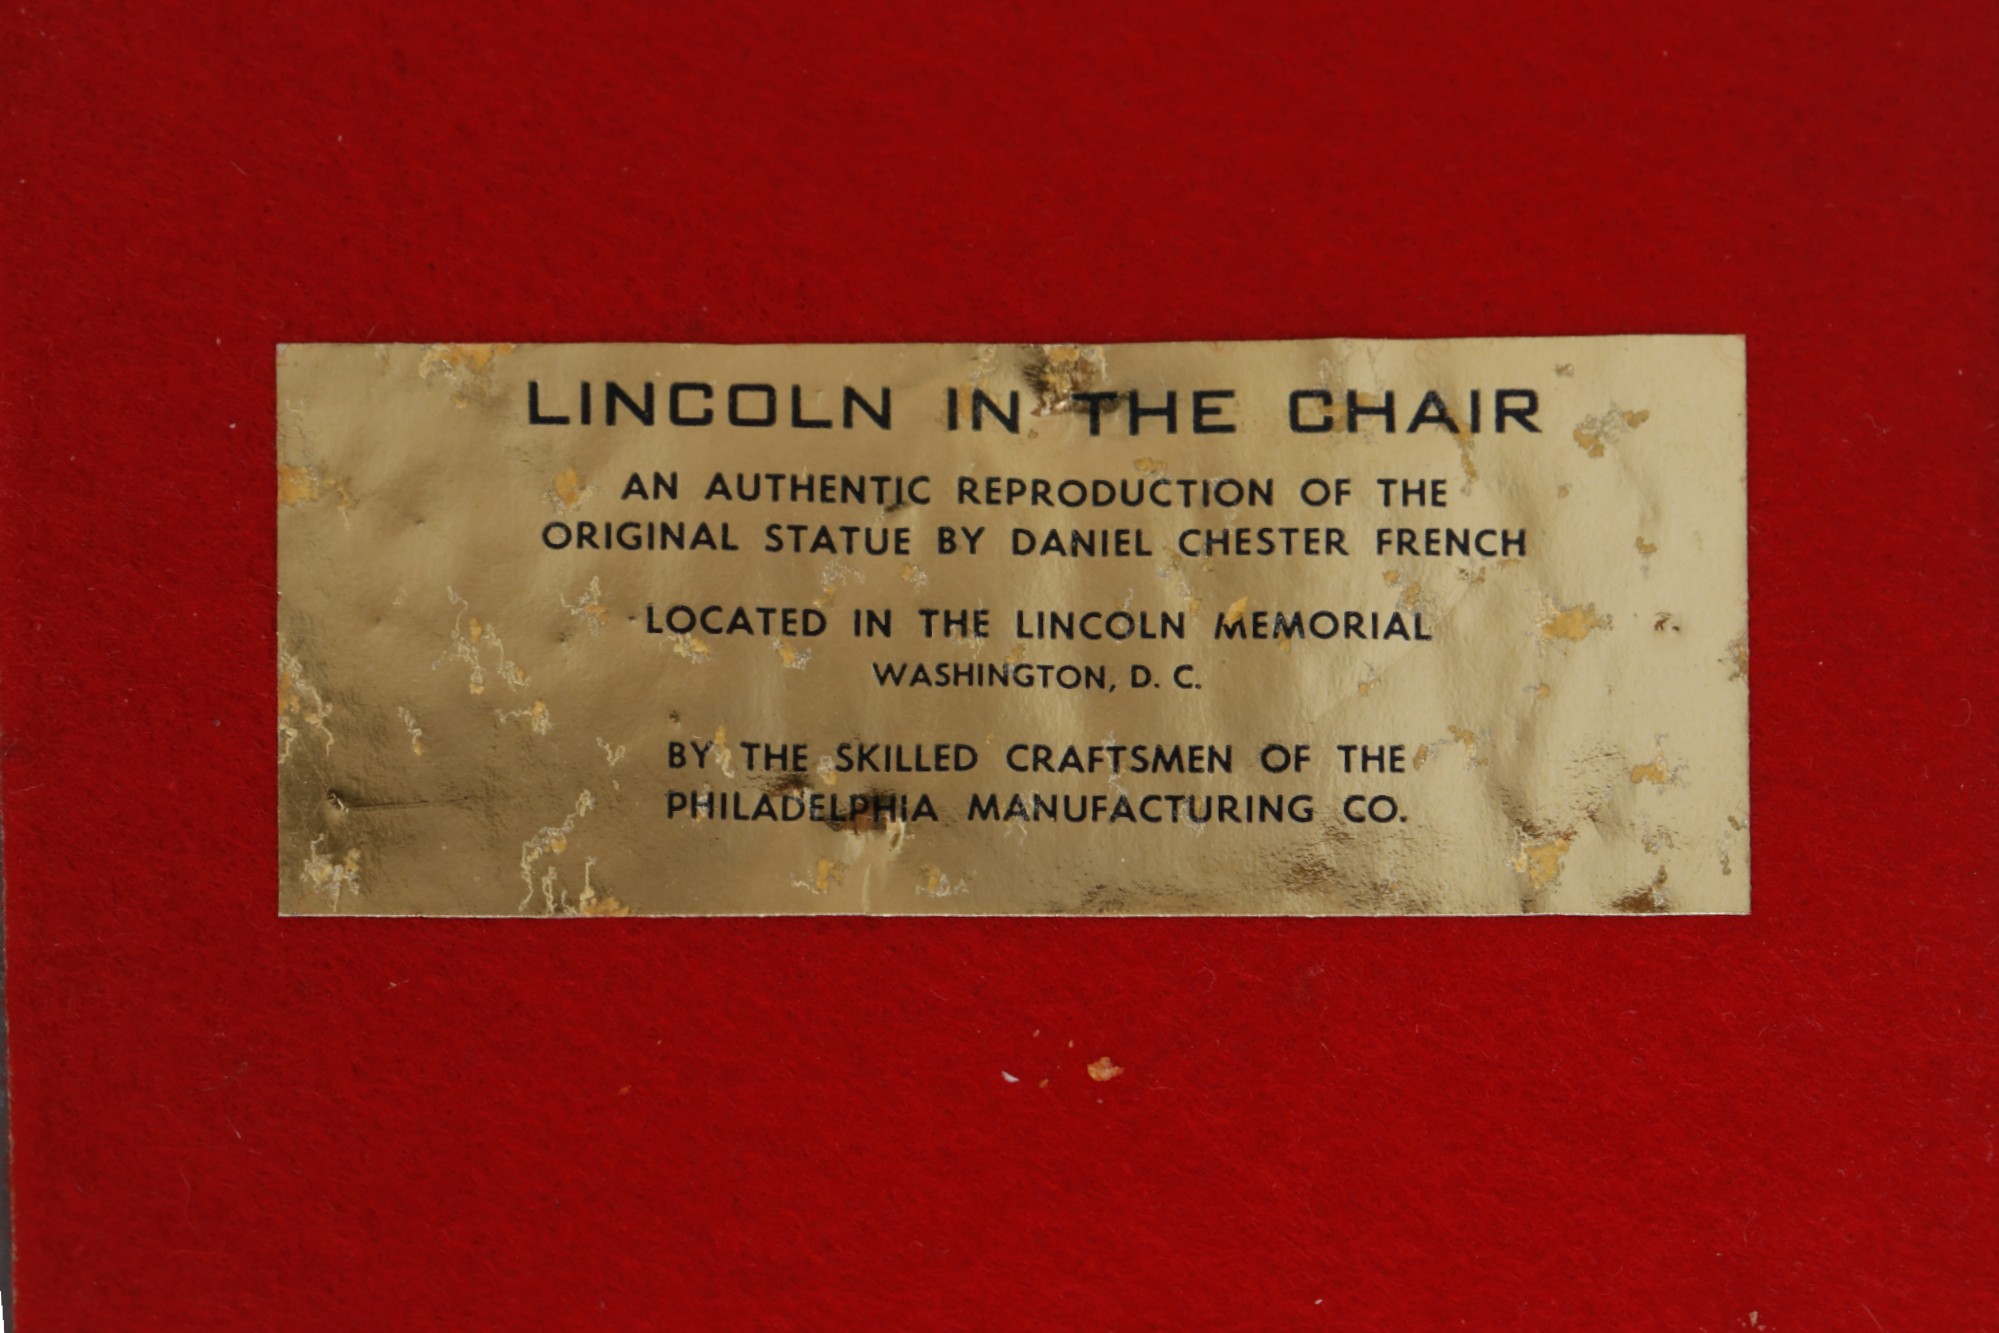 LINCOLN IN THE CHAIR
AN AUTHENTIC REPRODUCTION OF THE
ORIGINAL STATUE BY DANIEL CHESTER FRENCH
LOCATED IN THE LINCOLN MEMORIAL
WASHINGTON, D. C.
BY THE SKILLED CRAFTSMEN OF THE
PHILADELPHIA MANUFACTURING CO.